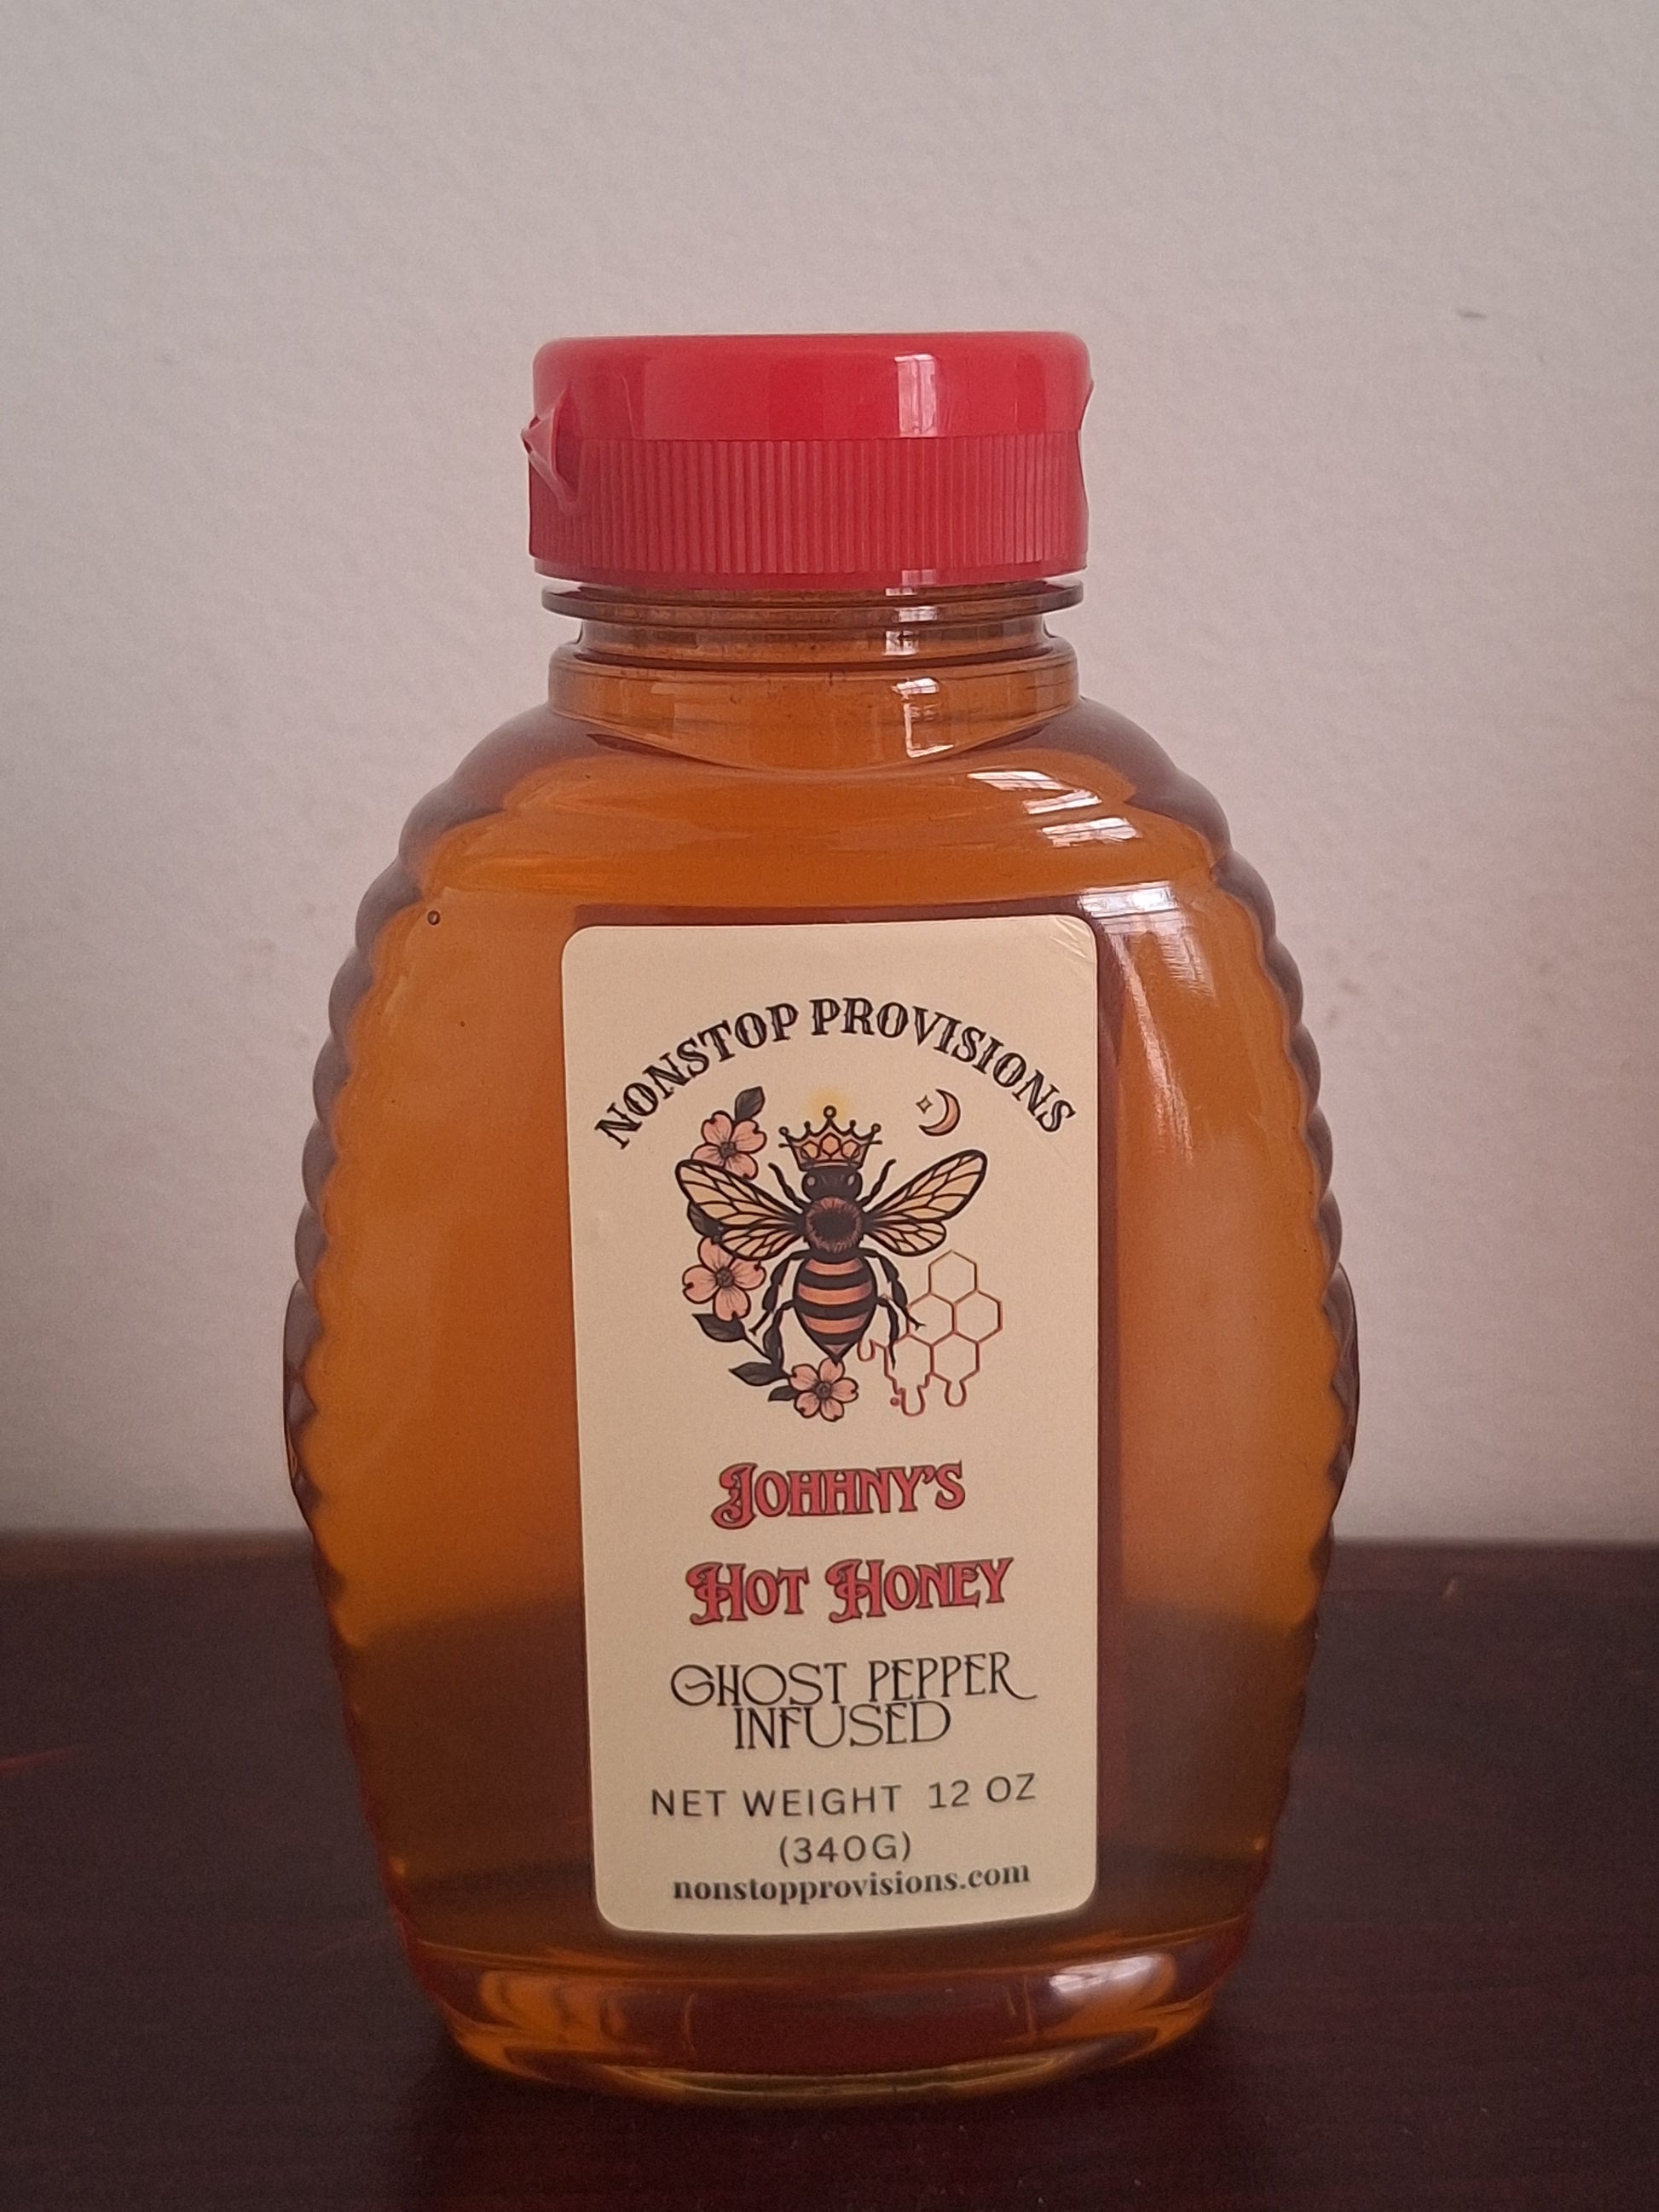 NONSTOP PROVISIONS
JOHHNY'S
HOT HONEY
GHOST PEPPER
INFUSED
NET WEIGHT 12 OZ
(340G)
nonstopprovisions.com